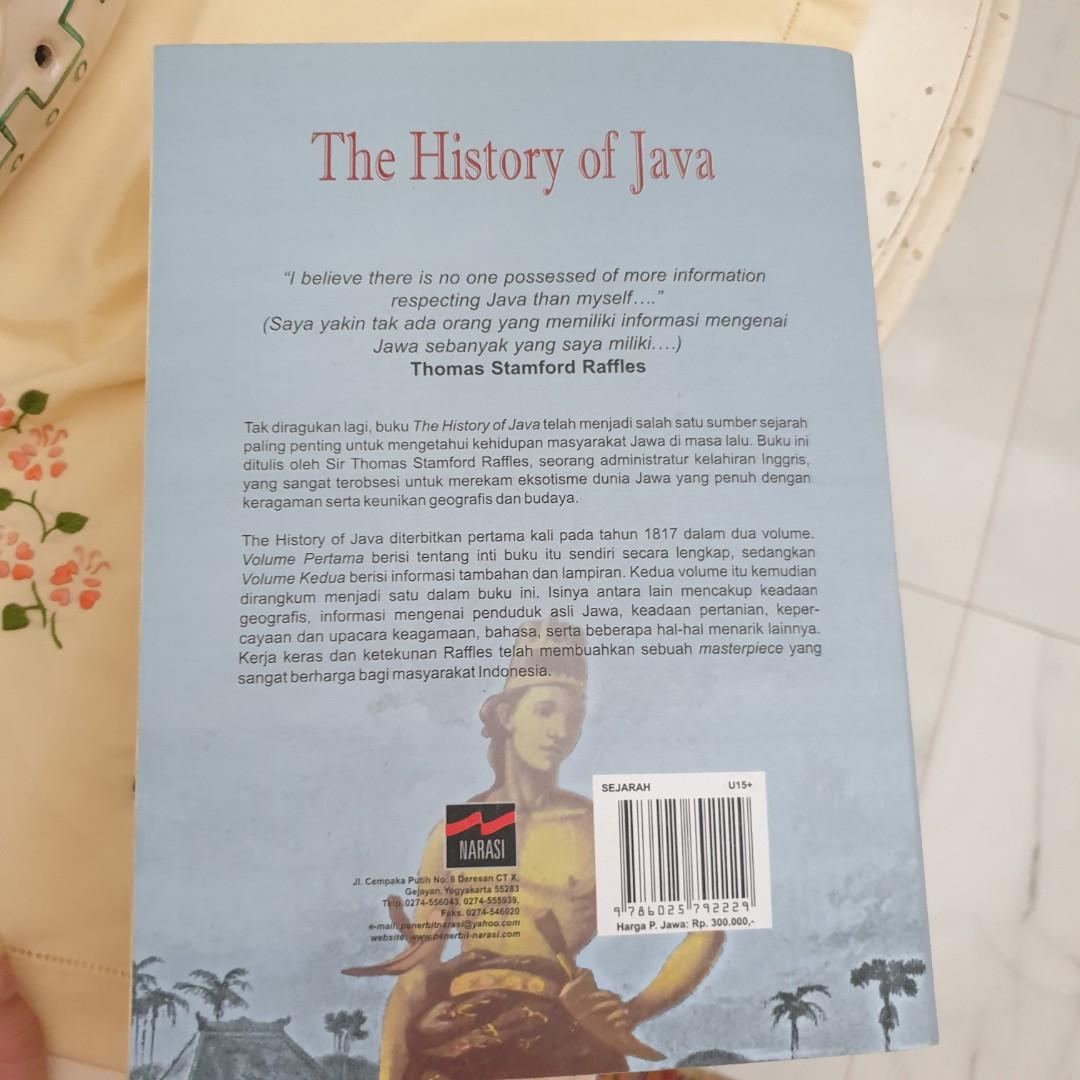 The History of Java
“I believe there is no one possessed of more information
respecting Java than myself....”
(Saya yakin tak ada orang yang memiliki informasi mengenai
Jawa sebanyak yang saya miliki....)
Thomas Stamford Raffles
Tak diragukan lagi, buku The History of Java telah menjadi salah satu sumber sejarah
paling penting untuk mengetahui kehidupan masyarakat Jawa di masa lalu. Buku ini
ditulis oleh Sir Thomas Stamford Raffles, seorang administratur kelahiran Inggris,
yang sangat terobsesi untuk merekam eksotisme dunia Jawa yang penuh dengan
keragaman serta keunikan geografis dan budaya.
The History of Java diterbitkan pertama kali pada tahun 1817 dalam dua volume.
Volume Pertama berisi tentang inti buku itu sendiri secara lengkap, sedangkan
Volume Kedua berisi informasi tambahan dan lampiran. Kedua volume itu kemudian
dirangkum menjadi satu dalam buku ini. Isinya antara lain mencakup keadaan
geografis, informasi mengenai penduduk asli Jawa, keadaan pertanian, keper-
cayaan dan upacara keagamaan, bahasa, serta beberapa hal-hal menarik lainnya.
Kerja keras dan ketekunan Raffles telah membuahkan sebuah masterpiece yang
sangat berharga bagi masyarakat Indonesia.
NARASI
Jl. Cempaka Putih No. 8 Deresan CT X,
Gejayan, Yogyakarta 55283
Telp. 0274-556043, 0274-555939,
Faks. 0274-546020
e-mail: penerbitnarasi@yahoo.com
website: www.penerbit-narasi.com
SEJARAH U15+
9 786025 792229
Harga P. Jawa: Rp. 300.000,-